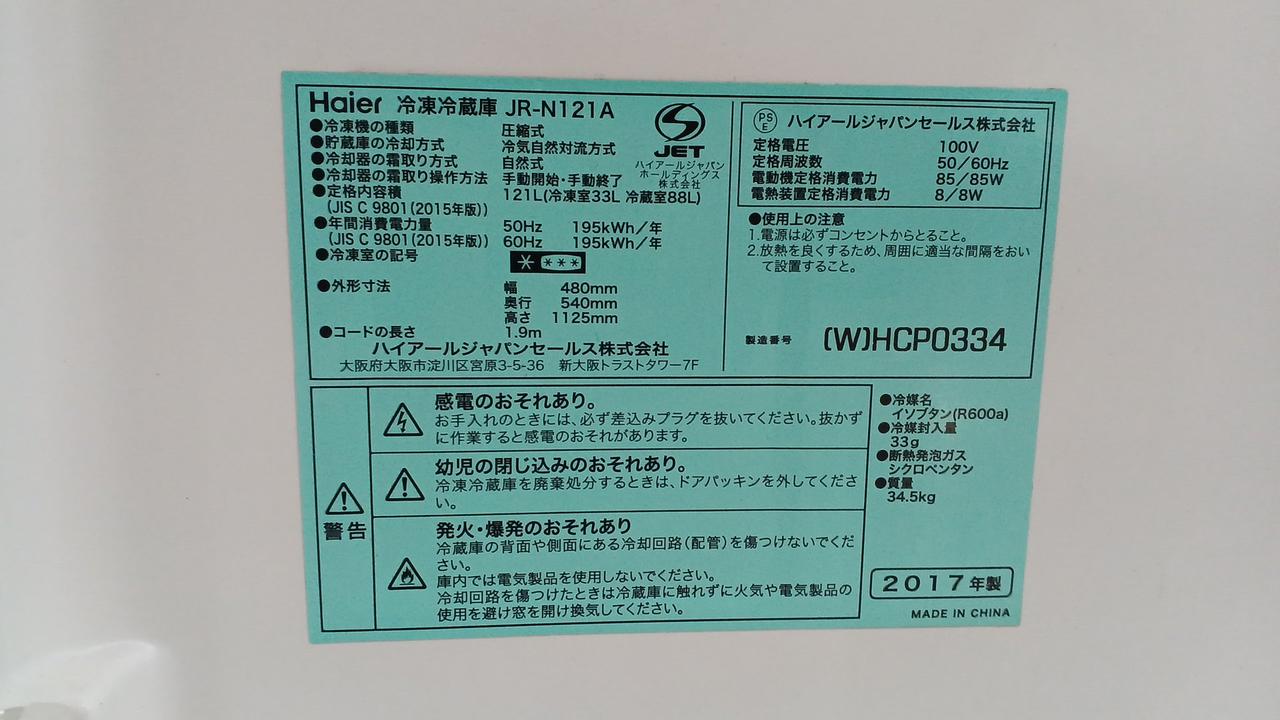 Haier 冷凍冷蔵庫 JR-N121A
●冷凍機の種類 圧縮式
●貯蔵庫の冷却方式 冷気自然対流方式
●冷却器の霜取り方式 自然式
●冷却器の霜取り操作方法 手動開始・手動終了
●定格内容積 121L(冷凍室33L 冷蔵室88L)
(JIS C 9801(2015年版))
●年間消費電力量 50Hz 195kWh/年
(JIS C 9801(2015年版)) 60Hz 195kWh/年
●冷凍室の記号 * ***
●外形寸法 幅 480mm
奥行 540mm
高さ 1125mm
●コードの長さ 1.9m
ハイアールジャパンセールス株式会社
大阪府大阪市淀川区宮原3-5-36 新大阪トラストタワー7F
JET
ハイアールジャパン
ホールディングス
株式会社
PS
E
ハイアールジャパンセールス株式会社
定格電圧 100V
定格周波数 50/60Hz
電動機定格消費電力 85/85W
電熱装置定格消費電力 8/8W
●使用上の注意
1.電源は必ずコンセントからとること。
2.放熱を良くするため、周囲に適当な間隔をおい
て設置すること。
製造番号 (W)HCP0334
警告
感電のおそれあり。
お手入れのときには、必ず差込みプラグを抜いてください。抜かず
に作業すると感電のおそれがあります。
幼児の閉じ込みのおそれあり。
冷凍冷蔵庫を廃棄処分するときは、ドアパッキンを外してくださ
い。
発火・爆発のおそれあり
冷蔵庫の背面や側面にある冷却回路(配管)を傷つけないでくだ
さい。
庫内では電気製品を使用しないでください。
冷却回路を傷つけたときは冷蔵庫に触れずに火気や電気製品の
使用を避け窓を開け換気してください。
●冷媒名
イソブタン(R600a)
●冷媒封入量
33g
●断熱発泡ガス
シクロペンタン
●質量
34.5kg
2017年製
MADE IN CHINA